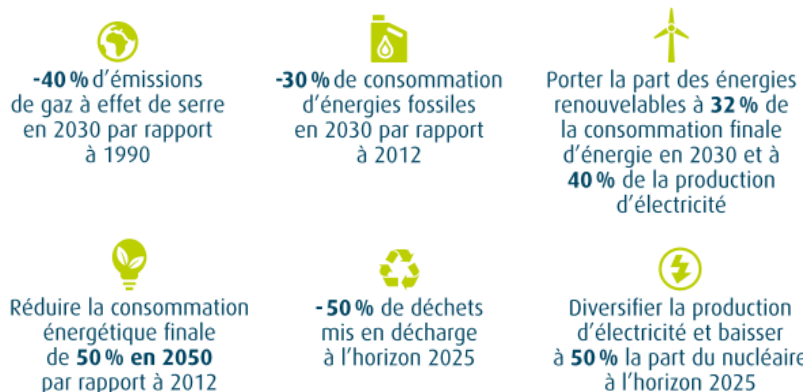 -40 % d’émissions
de gaz à effet de serre
en 2030 par rapport
à 1990
-30 % de consommation
d’énergies fossiles
en 2030 par rapport
à 2012
Porter la part des énergies
renouvelables à 32 % de
la consommation finale
d’énergie en 2030 et à
40 % de la production
d’électricité
Réduire la consommation
énergétique finale
de 50 % en 2050
par rapport à 2012
-50 % de déchets
mis en décharge
à l’horizon 2025
Diversifier la production
d’électricité et baisser
à 50 % la part du nucléaire
à l’horizon 2025